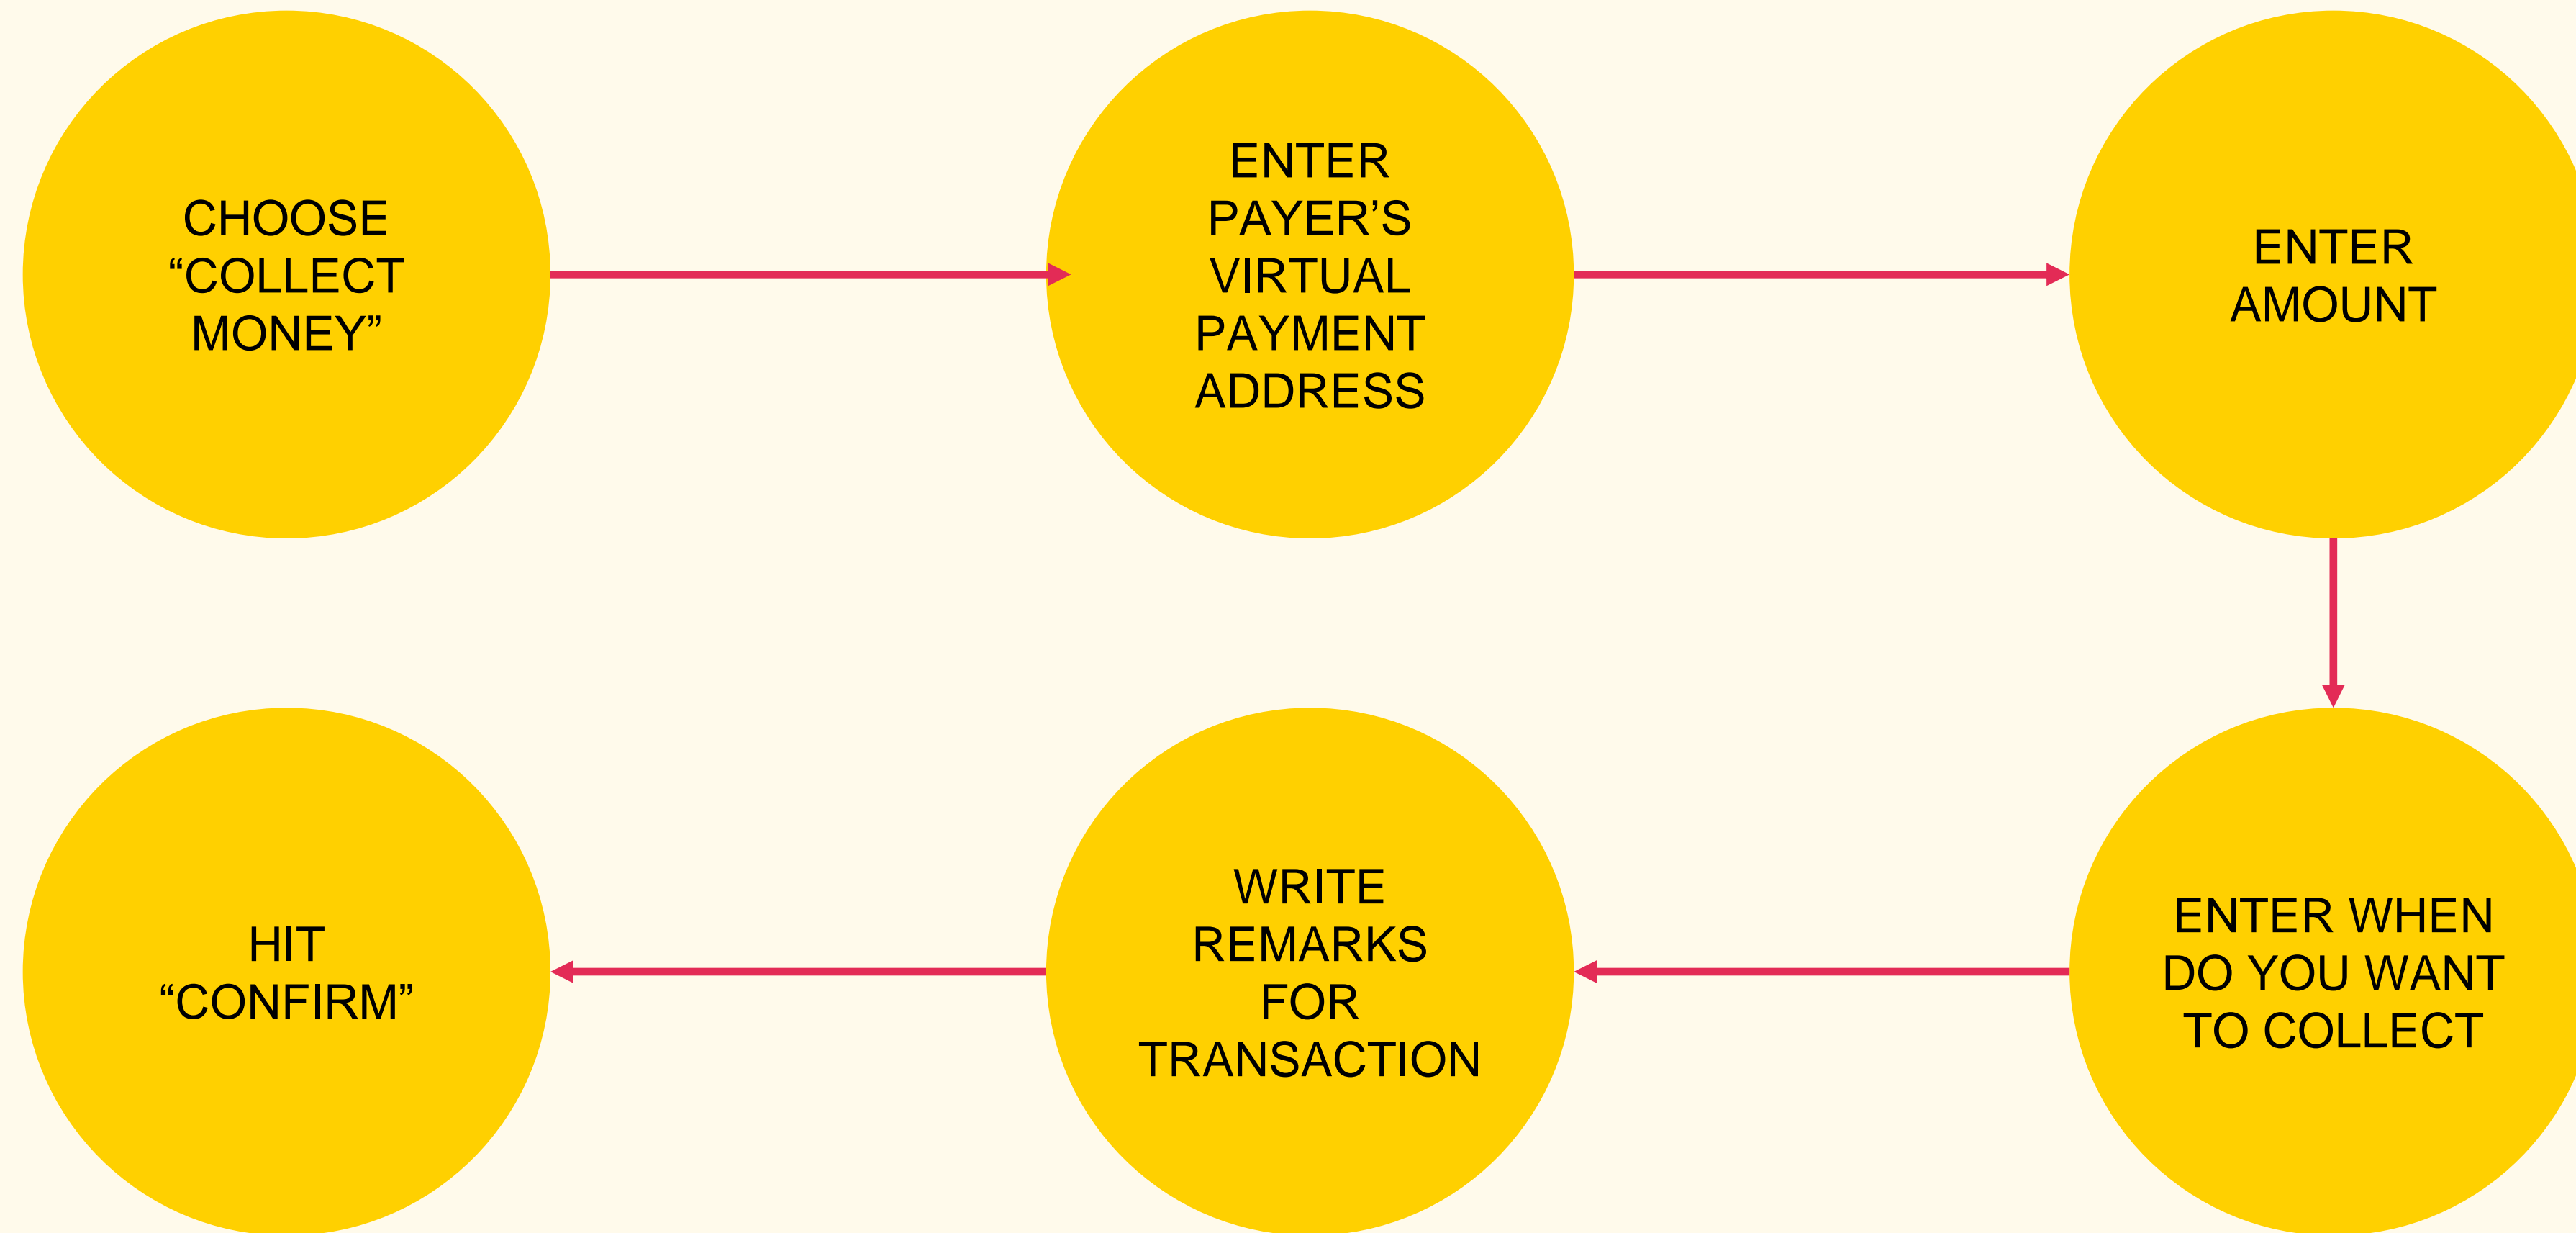 CHOOSE
“COLLECT
MONEY”
ENTER
PAYER’S
VIRTUAL
PAYMENT
ADDRESS
ENTER
AMOUNT
ENTER WHEN
DO YOU WANT
TO COLLECT
WRITE
REMARKS
FOR
TRANSACTION
HIT
“CONFIRM”